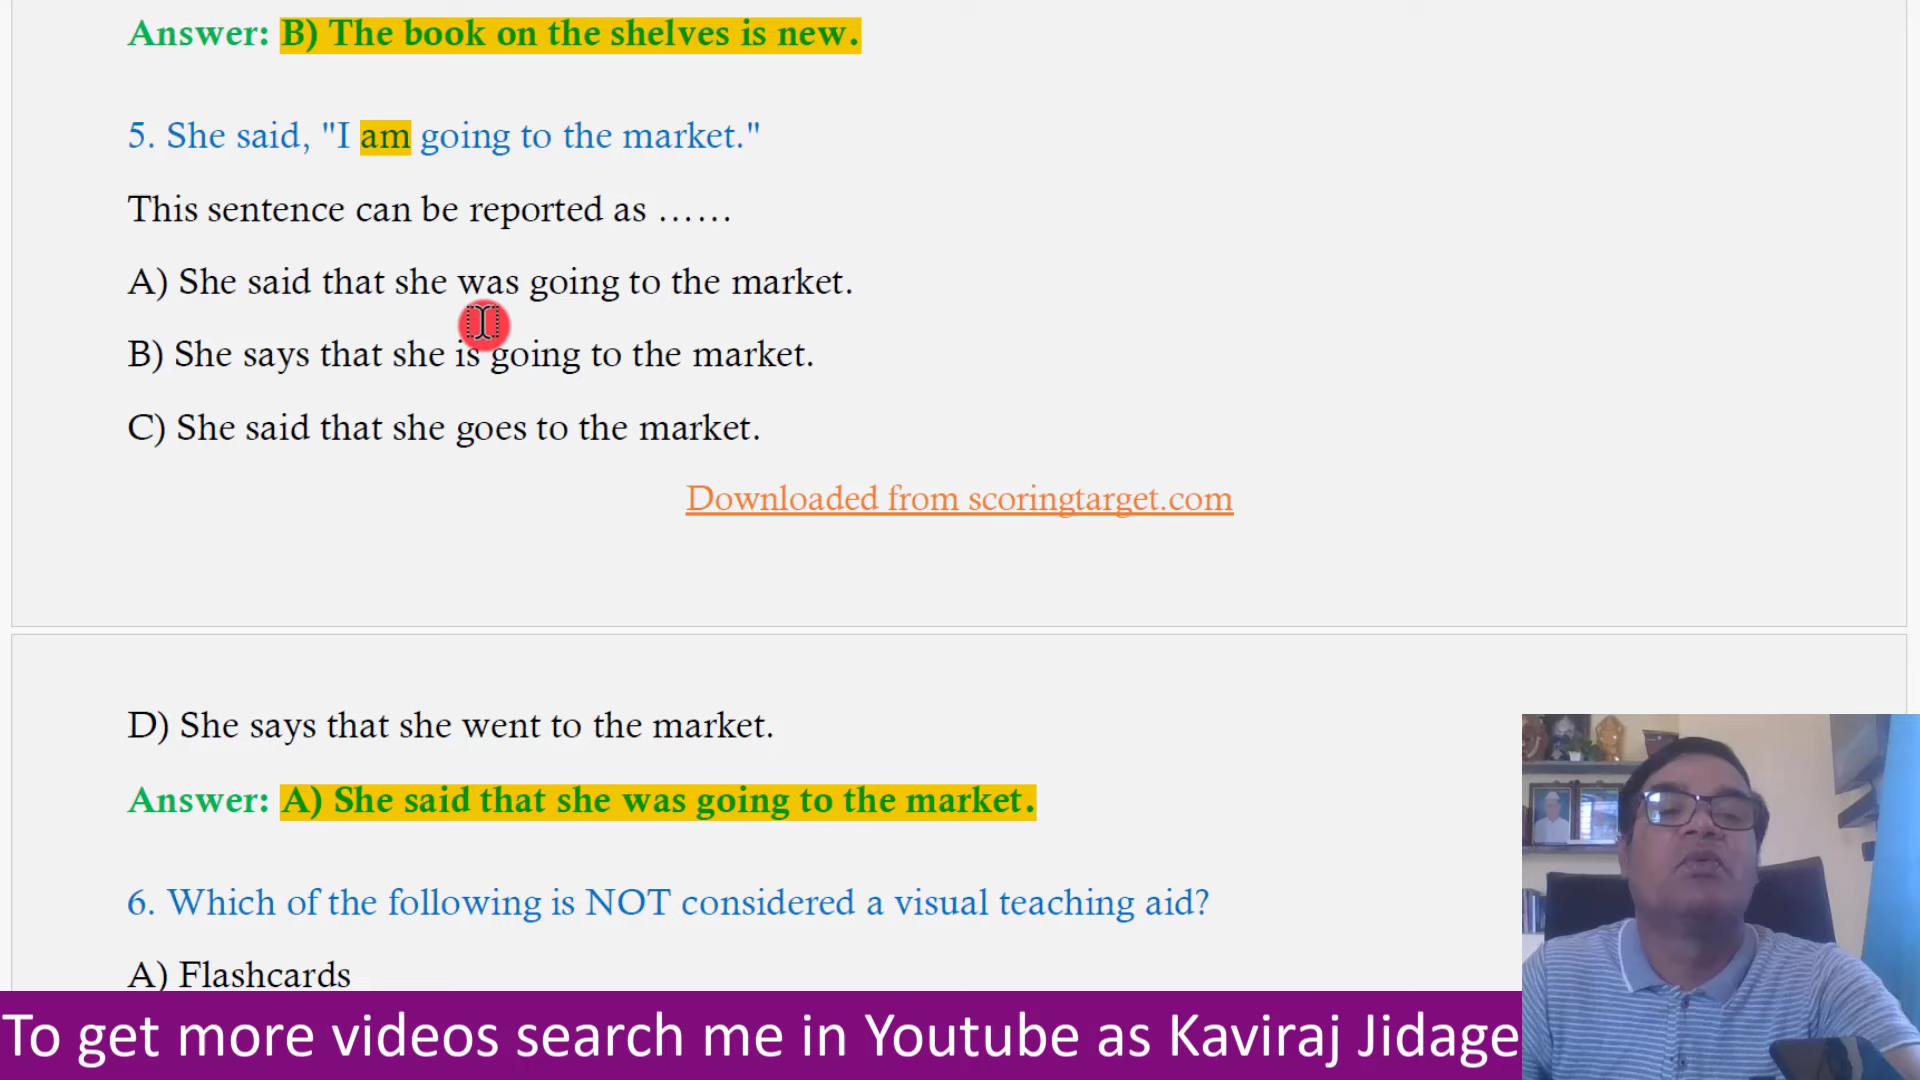 Answer: B) The book on the shelves is new.
5. She said, "I am going to the market."
This sentence can be reported as ......
A) She said that she was going to the market.
B) She says that she is going to the market.
C) She said that she goes to the market.
Downloaded from scoringtarget.com
D) She says that she went to the market.
Answer: A) She said that she was going to the market.
6. Which of the following is NOT considered a visual teaching aid?
A) Flashcards
To get more videos search me in Youtube as Kaviraj Jidage